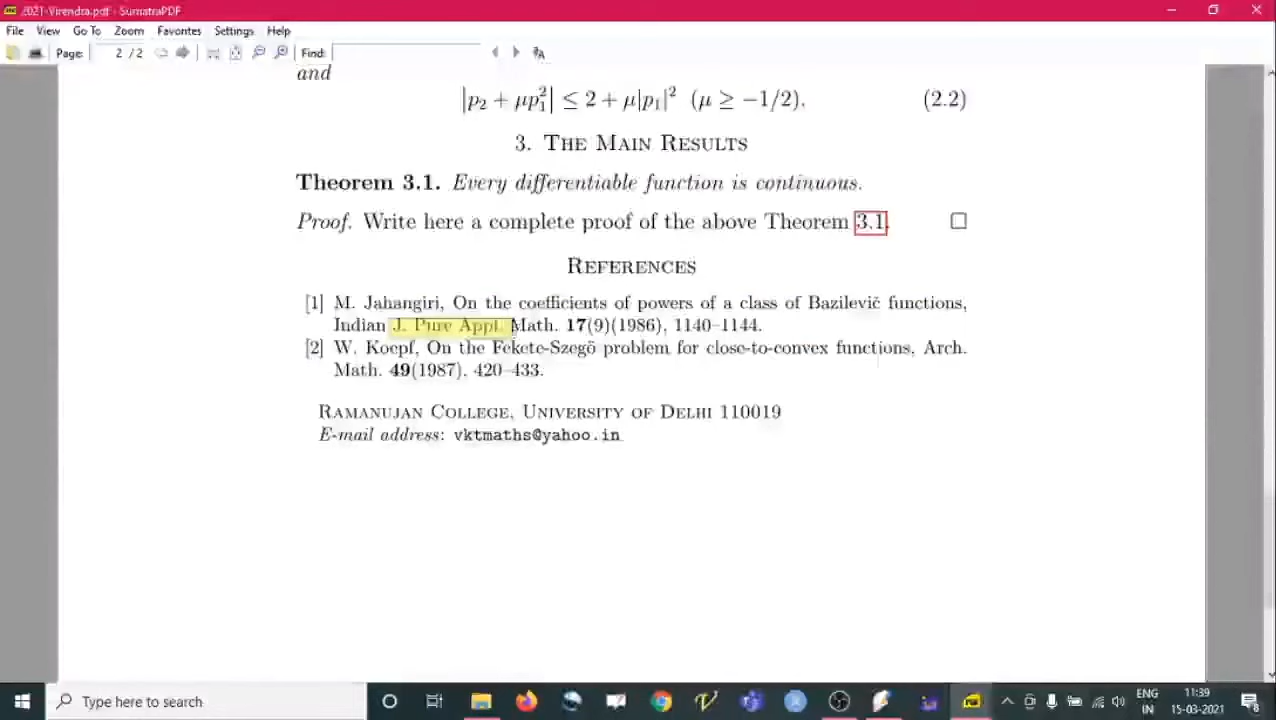 2021-Virendra.pdf - SumatraPDF
File View Go To Zoom Favorites Settings Help
Page: 2 / 2 Find:
and
|p₂ + μp₁²| ≤ 2 + μ|p₁|² (μ ≥ −1/2). (2.2)
3. The Main Results
Theorem 3.1. Every differentiable function is continuous.
Proof. Write here a complete proof of the above Theorem 3.1. □
References
[1] M. Jahangiri, On the coefficients of powers of a class of Bazilevič functions,
Indian J. Pure Appl. Math. 17(9)(1986), 1140–1144.
[2] W. Koepf, On the Fekete-Szegö problem for close-to-convex functions, Arch.
Math. 49(1987), 420–433.
Ramanujan College, University of Delhi 110019
E-mail address: vktmaths@yahoo.in
Type here to search
ENG 11:39
IN 15-03-2021